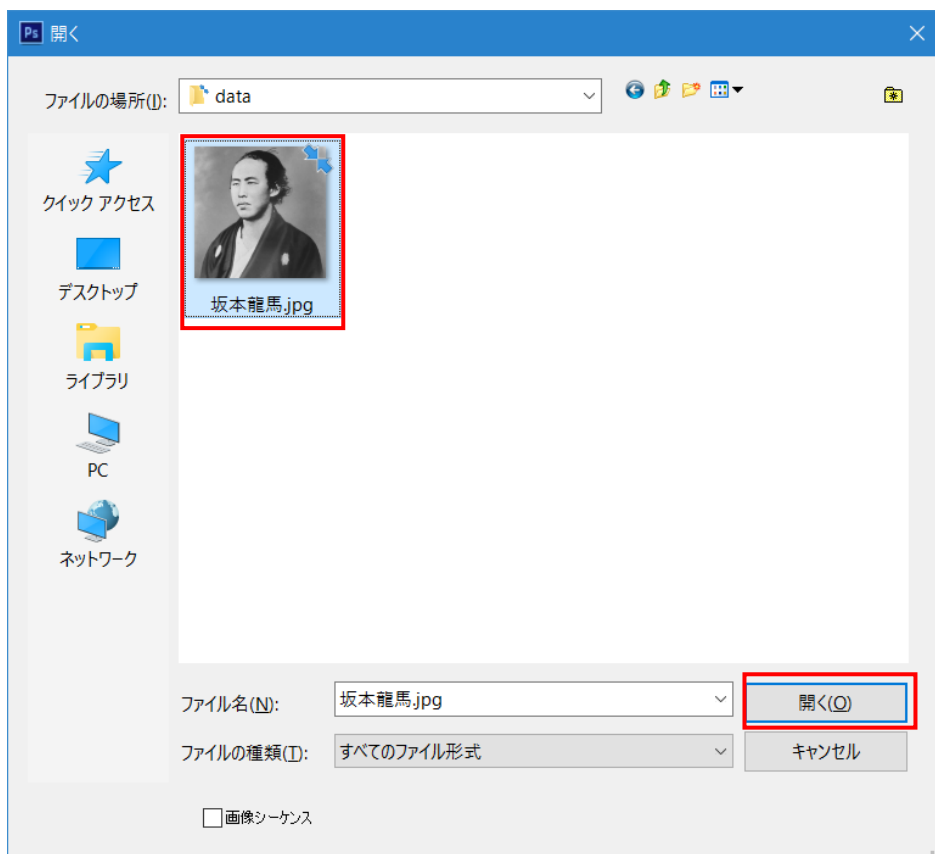 Ps 開く
ファイルの場所(I): data
クイック アクセス
デスクトップ
ライブラリ
PC
ネットワーク
坂本龍馬.jpg
ファイル名(N): 坂本龍馬.jpg 開く(O)
ファイルの種類(T): すべてのファイル形式 キャンセル
画像シーケンス